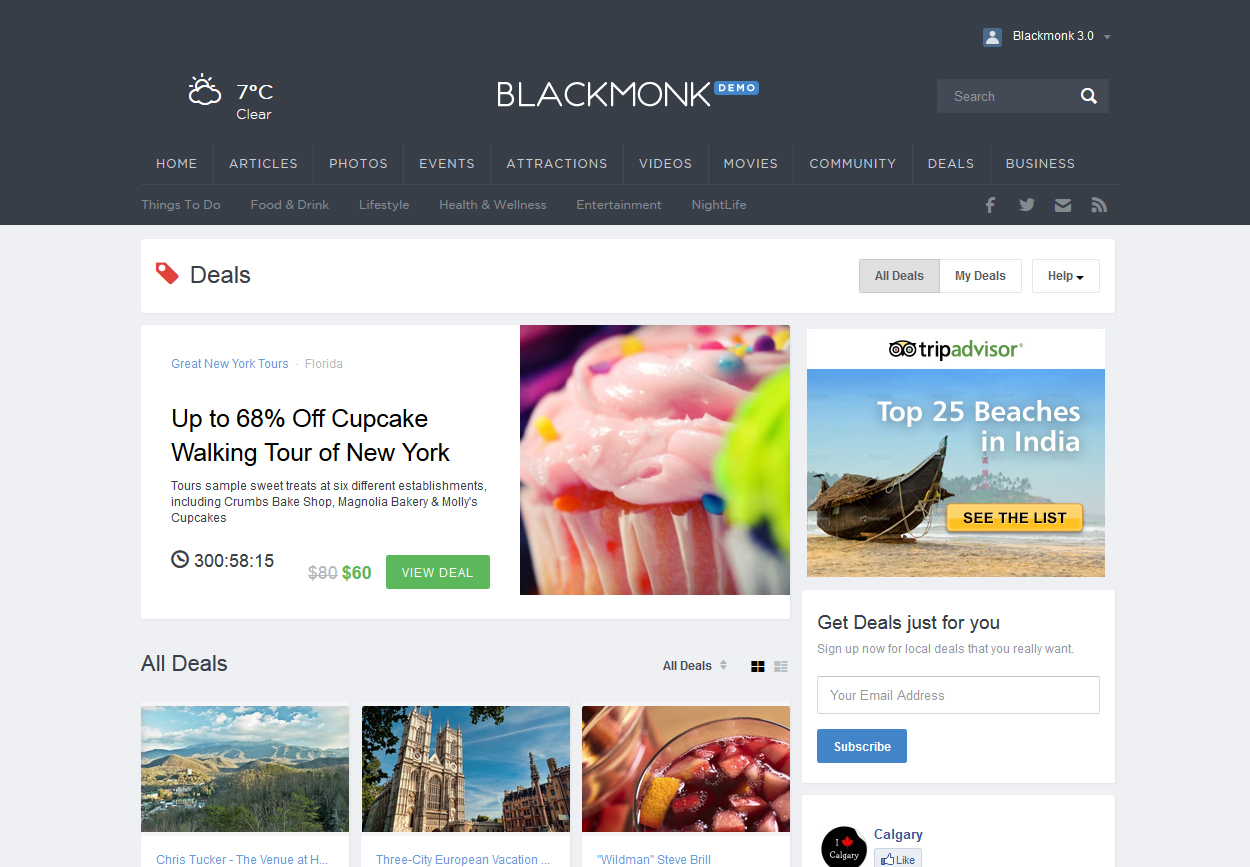 Blackmonk 3.0
7°C
Clear
BLACKMONK DEMO
Search
HOME ARTICLES PHOTOS EVENTS ATTRACTIONS VIDEOS MOVIES COMMUNITY DEALS BUSINESS
Things To Do Food & Drink Lifestyle Health & Wellness Entertainment NightLife
Deals
All Deals My Deals Help
Great New York Tours · Florida
Up to 68% Off Cupcake
Walking Tour of New York
Tours sample sweet treats at six different establishments,
including Crumbs Bake Shop, Magnolia Bakery & Molly's
Cupcakes
300:58:15
$80 $60 VIEW DEAL
tripadvisor®
Top 25 Beaches
in India
SEE THE LIST
Get Deals just for you
Sign up now for local deals that you really want.
Your Email Address
Subscribe
All Deals
All Deals
Chris Tucker - The Venue at H...
Three-City European Vacation ...
"Wildman" Steve Brill
I
Calgary
Calgary
Like